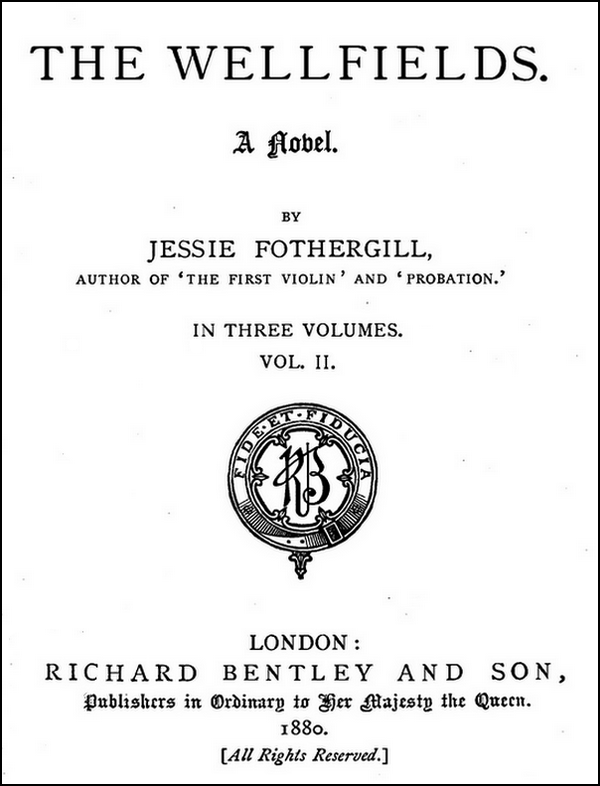 THE WELLFIELDS.
A Novel.
BY
JESSIE FOTHERGILL,
AUTHOR OF ‘THE FIRST VIOLIN’ AND ‘PROBATION.’
IN THREE VOLUMES.
VOL. II.
FIDE·ET·FIDUCIA
RB
LONDON:
RICHARD BENTLEY AND SON,
Publishers in Ordinary to Her Majesty the Queen.
1880.
[All Rights Reserved.]